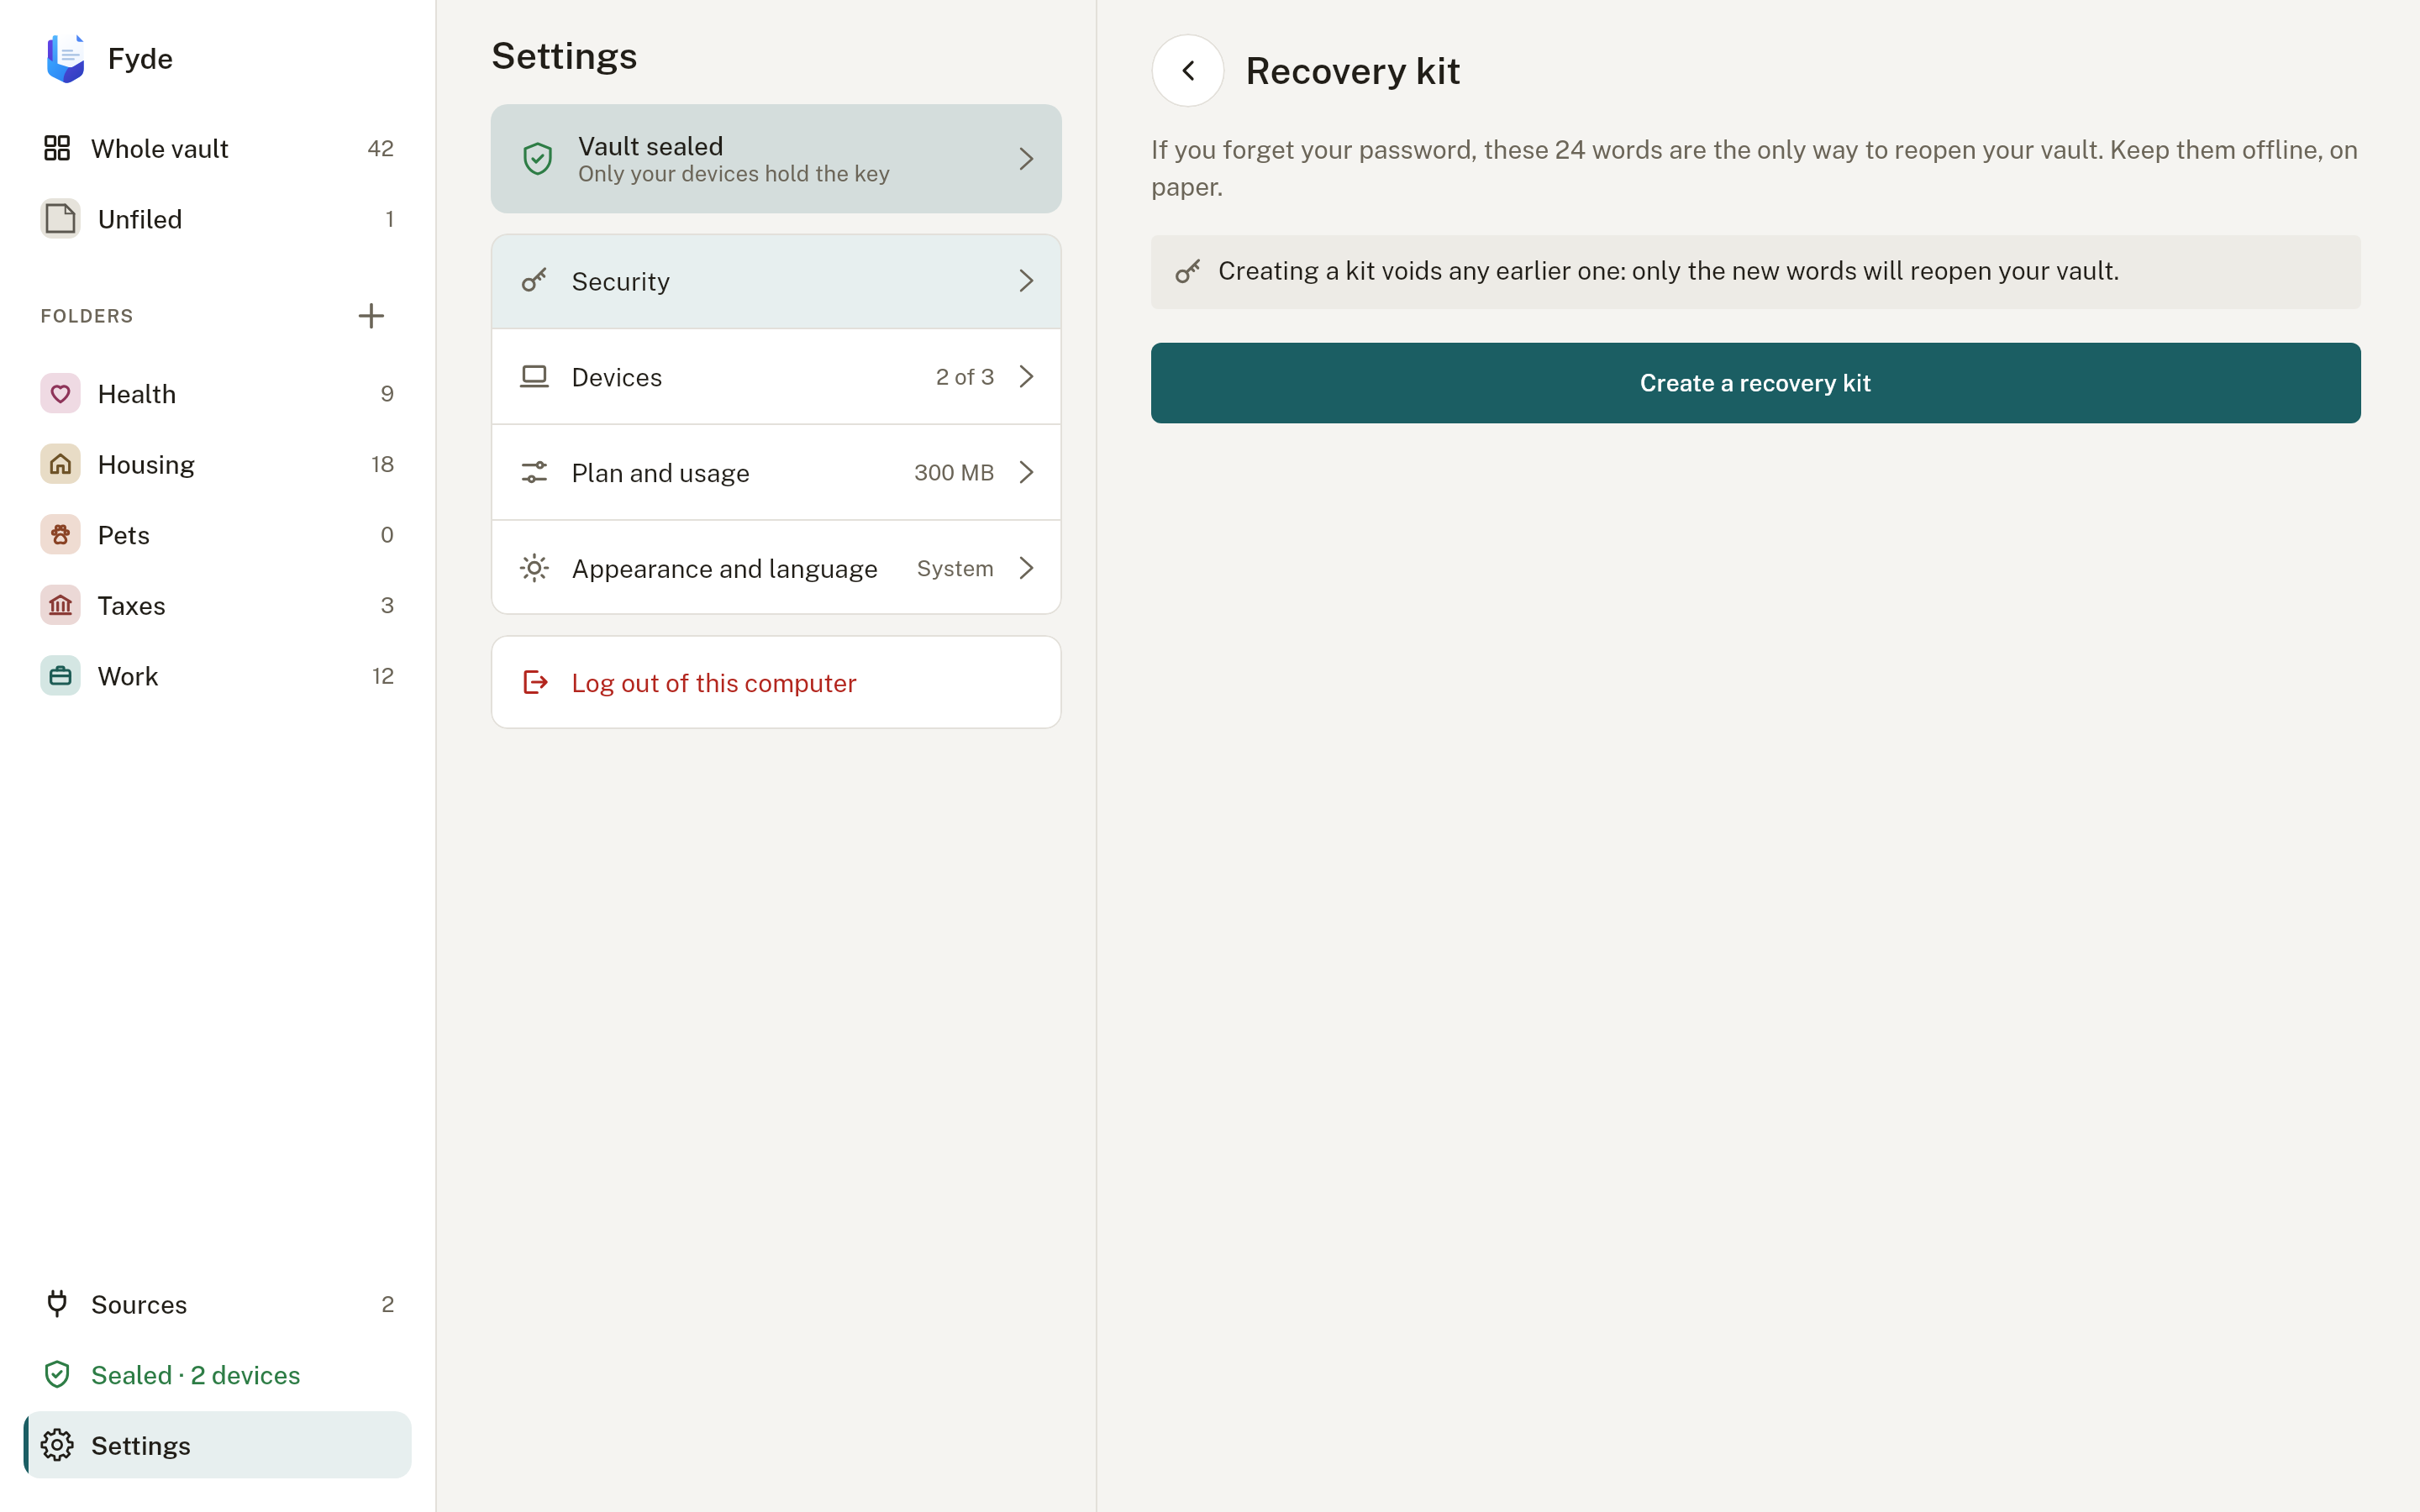 Fyde
Whole vault 42
Unfiled 1
FOLDERS
Health 9
Housing 18
Pets 0
Taxes 3
Work 12
Sources 2
Sealed · 2 devices
Settings
Settings
Vault sealed
Only your devices hold the key
Security
Devices 2 of 3
Plan and usage 300 MB
Appearance and language System
Log out of this computer
Recovery kit
If you forget your password, these 24 words are the only way to reopen your vault. Keep them offline, on
paper.
Creating a kit voids any earlier one: only the new words will reopen your vault.
Create a recovery kit